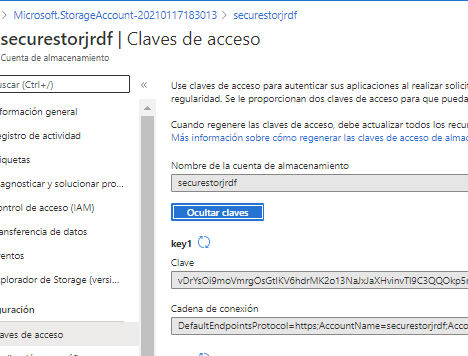 > Microsoft.StorageAccount-20210117183013 > securestorjrdf
securestorjrdf | Claves de acceso
Cuenta de almacenamiento
uscar (Ctrl+/)
«
nformación general
egistro de actividad
iquetas
agnosticar y solucionar pro...
ontrol de acceso (IAM)
ansferencia de datos
entos
plorador de Storage (versi...
guración
aves de acceso
Use claves de acceso para autenticar sus aplicaciones al realizar solicit
regularidad. Se le proporcionan dos claves de acceso para que pueda
Cuando regenere las claves de acceso, debe actualizar todos los recu
Más información sobre cómo regenerar las claves de acceso de almac
Nombre de la cuenta de almacenamiento
securestorjrdf
Ocultar claves
key1
Clave
Cadena de conexión
DefaultEndpointsProtocol=https;AccountName=securestorjrdf;Acco